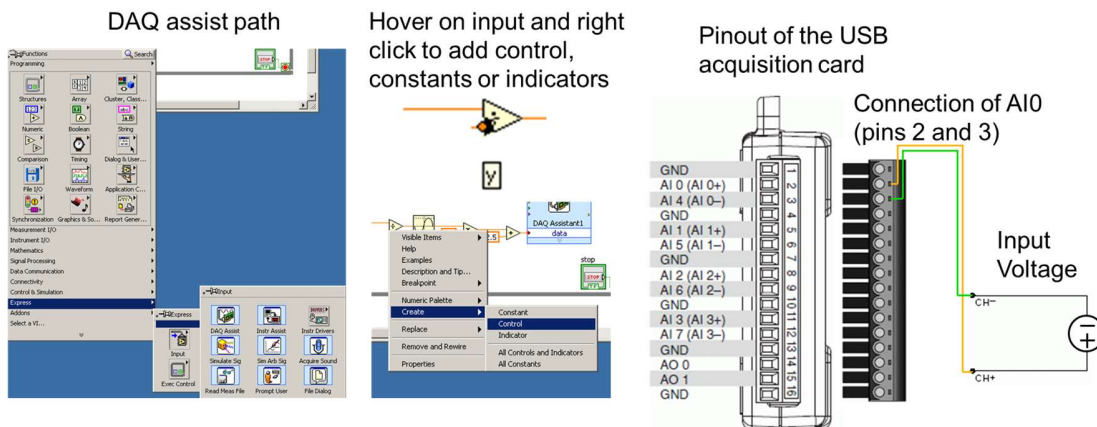 DAQ assist path
Functions
Search
Programming
Structures
Array
Cluster, Class...
Numeric
Boolean
String
Comparison
Timing
Dialog & User...
File I/O
Waveform
Application C...
Synchronization
Graphics & So...
Report Gener...
Measurement I/O
Instrument I/O
Mathematics
Signal Processing
Data Communication
Connectivity
Control & Simulation
Express
Addons
Select a VI...
STOP
Express
Input
Exec Control
Input
DAQ Assist
Instr Assist
Instr Drivers
Simulate Sig
Sim Arb Sig
Acquire Sound
Read Meas File
Prompt User
File Dialog
Hover on input and right
click to add control,
constants or indicators
y
DAQ Assistant1
data
2.5
stop
STOP
Visible Items
Help
Examples
Description and Tip...
Breakpoint
Numeric Palette
Create
Replace
Remove and Rewire
Properties
Constant
Control
Indicator
All Controls and Indicators
All Constants
Pinout of the USB
acquisition card
Connection of AI0
(pins 2 and 3)
GND
AI 0 (AI 0+)
AI 4 (AI 0–)
GND
AI 1 (AI 1+)
AI 5 (AI 1–)
GND
AI 2 (AI 2+)
AI 6 (AI 2–)
GND
AI 3 (AI 3+)
AI 7 (AI 3–)
GND
AO 0
AO 1
GND
1
2
3
4
5
6
7
8
9
10
11
12
13
14
15
16
Input
Voltage
CH–
CH+